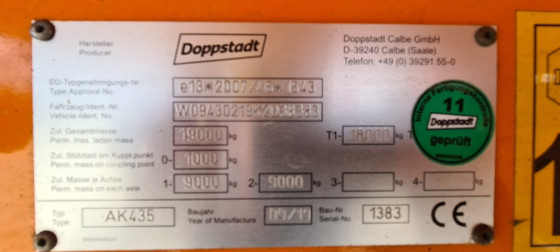 Hersteller
Producer
Doppstadt
Doppstadt Calbe GmbH
D-39240 Calbe (Saale)
Telefon: +49 (0) 39291 55-0
EG-Typgenehmigungs-Nr.
Type Approval No.
Fahrzeug-Ident.-Nr.
Vehicle-Ident. No.
Zul. Gesamtmasse
Perm. max. laden mass
19000 kg
T1- 18000 kg T
Zul. Stützlast am Kuppl.punkt
Perm. mass on coupling point
0- 1000 kg
Zul. Masse je Achse
Perm. mass on each axle
1- 9000 kg 2- 9000 kg 3- kg 4- kg
Typ
Type
AK435
Baujahr
Year of Manufacture
Bau-Nr
Serial-No.
1383
CE
11
Doppstadt
geprüft